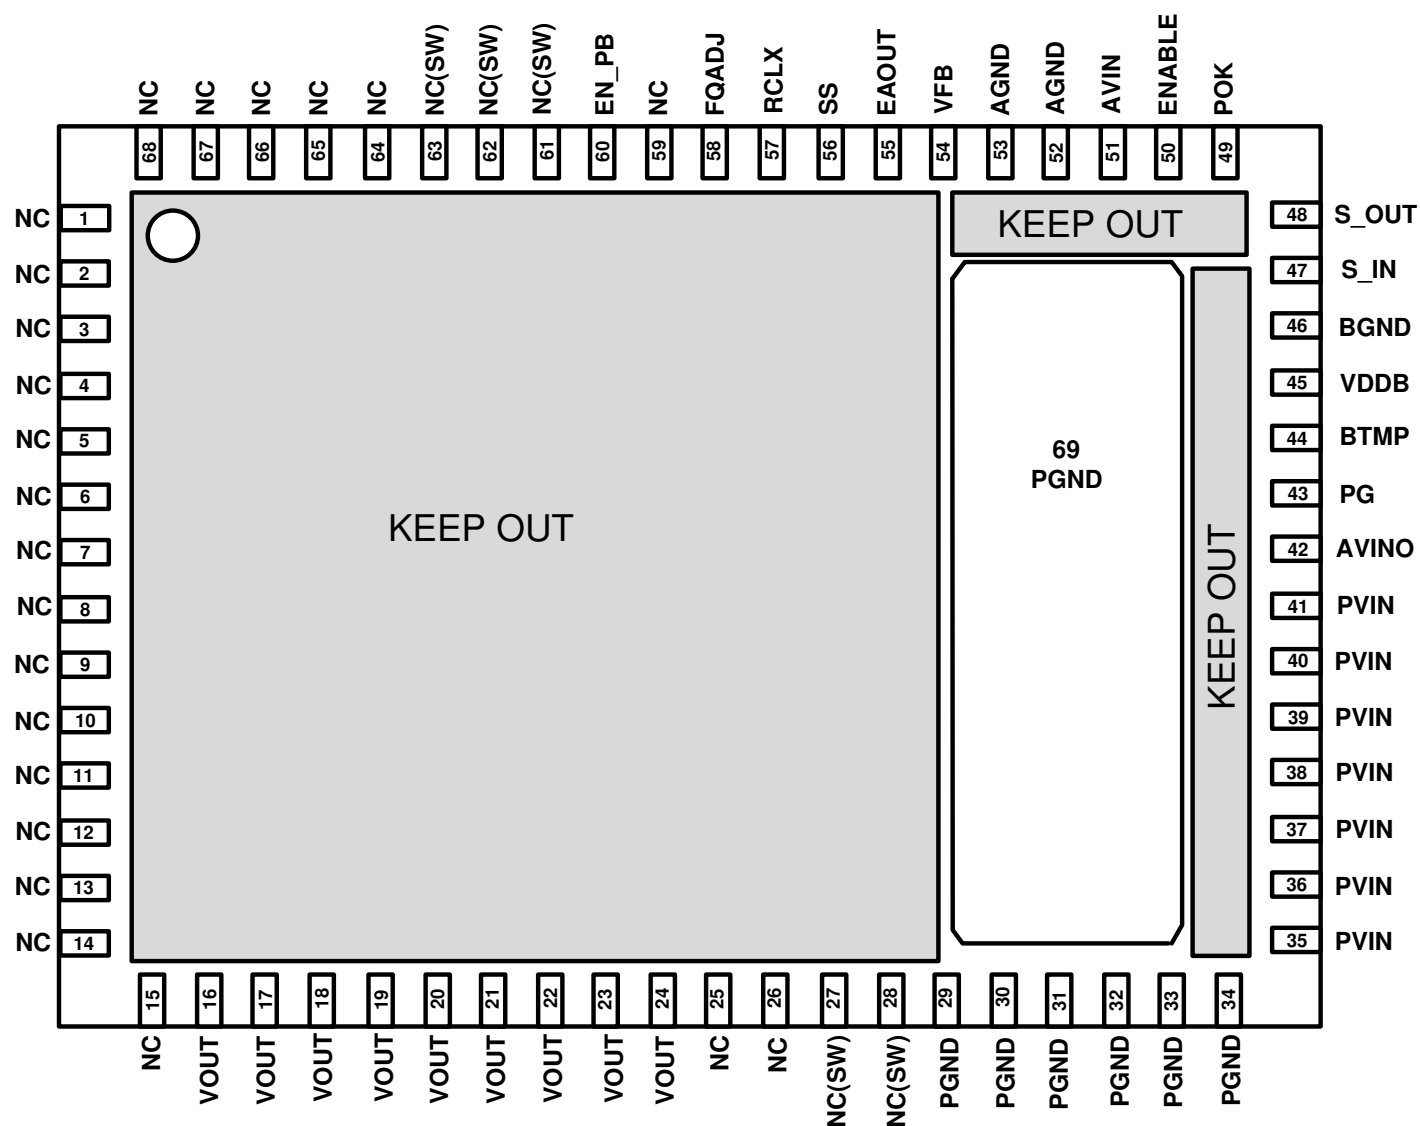 NC NC NC NC NC NC(SW) NC(SW) NC(SW) EN_PB NC FQADJ RCLX SS EAOUT VFB AGND AGND AVIN ENABLE POK
68 67 66 65 64 63 62 61 60 59 58 57 56 55 54 53 52 51 50 49
NC 1
NC 2
NC 3
NC 4
NC 5
NC 6
NC 7
NC 8
NC 9
NC 10
NC 11
NC 12
NC 13
NC 14
KEEP OUT
KEEP OUT
69
PGND
KEEP OUT
48 S_OUT
47 S_IN
46 BGND
45 VDDB
44 BTMP
43 PG
42 AVINO
41 PVIN
40 PVIN
39 PVIN
38 PVIN
37 PVIN
36 PVIN
35 PVIN
15 16 17 18 19 20 21 22 23 24 25 26 27 28 29 30 31 32 33 34
NC VOUT VOUT VOUT VOUT VOUT VOUT VOUT VOUT VOUT NC NC NC(SW) NC(SW) PGND PGND PGND PGND PGND PGND